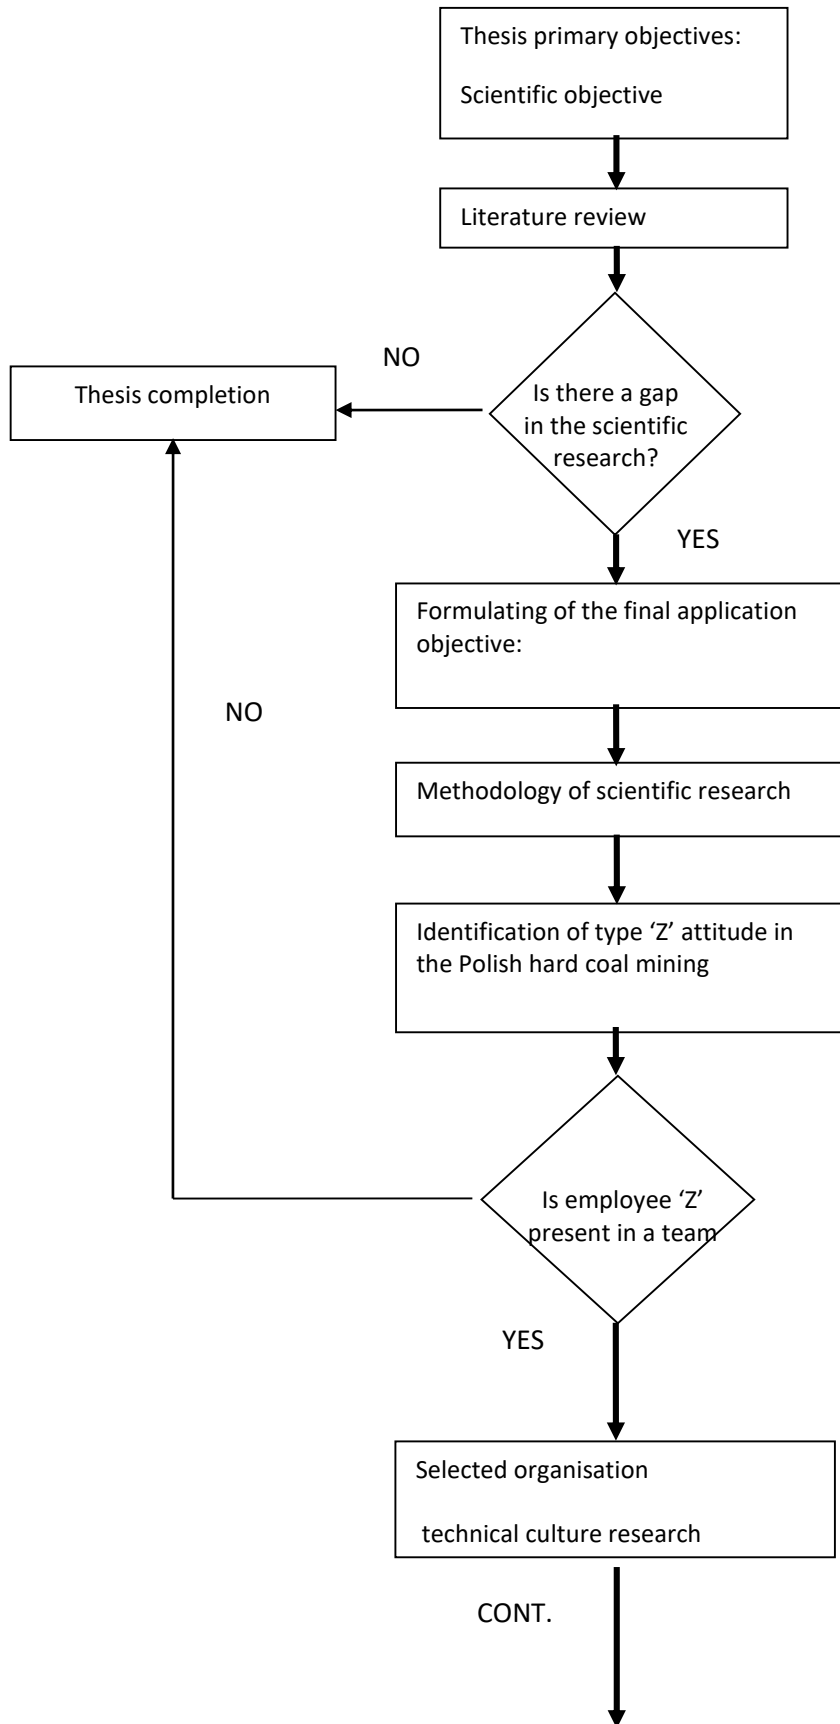 Thesis primary objectives:
Scientific objective
Literature review
NO
Thesis completion
Is there a gap
in the scientific
research?
YES
Formulating of the final application
objective:
NO
Methodology of scientific research
Identification of type ‘Z’ attitude in
the Polish hard coal mining
Is employee ‘Z’
present in a team
YES
Selected organisation
technical culture research
CONT.